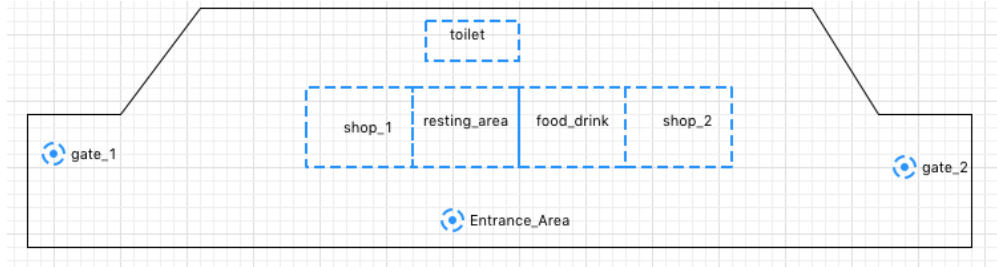 toilet
shop_1
resting_area
food_drink
shop_2
gate_1
gate_2
Entrance_Area